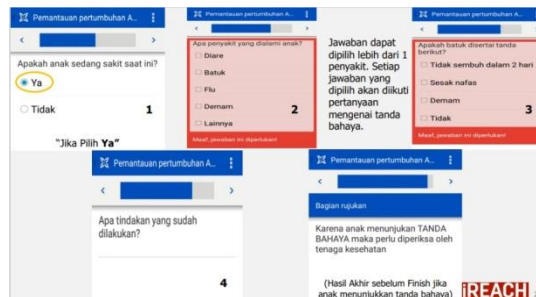 Pemantauan pertumbuhan A...
Apakah anak sedang sakit saat ini?
Ya
Tidak
1
"Jika Pilih Ya"
Pemantauan pertumbuhan A...
Apa penyakit yang dialami anak?
Diare
Batuk
Flu
Demam
Lainnya
2
Maaf, jawaban ini diperlukan!
Jawaban dapat
dipilih lebih dari 1
penyakit. Setiap
jawaban yang
dipilih akan diikuti
pertanyaan
mengenai tanda
bahaya.
Pemantauan pertumbuhan A...
Apakah batuk disertai tanda
berikut?
Tidak sembuh dalam 2 hari
Sesak nafas
Demam
Tidak
3
Maaf, jawaban ini diperlukan!
Pemantauan pertumbuhan A...
Apa tindakan yang sudah
dilakukan?
4
Pemantauan pertumbuhan A...
Bagian rujukan
Karena anak menunjukan TANDA
BAHAYA maka perlu diperiksa oleh
tenaga kesehatan
(Hasil Akhir sebelum Finish jika
anak menunjukkan tanda bahaya)
iREACH